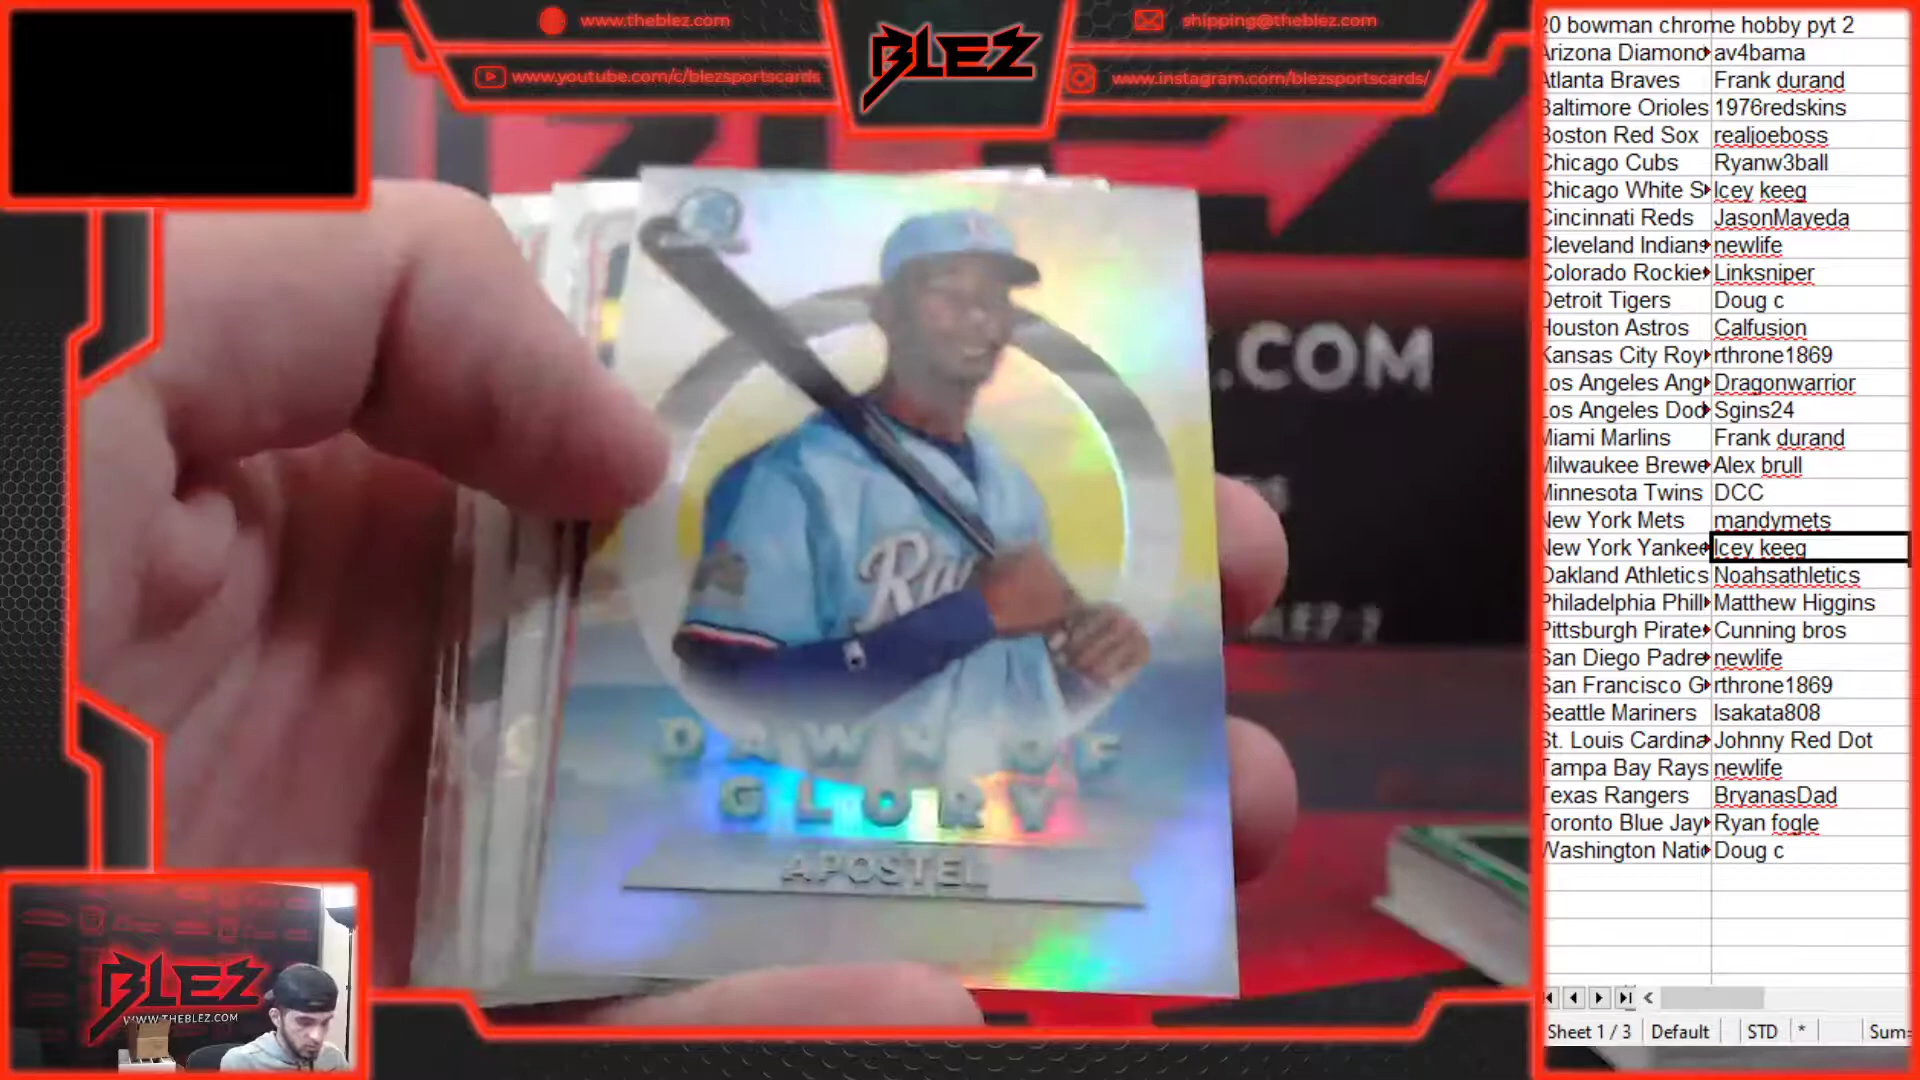 www.theblez.com
www.youtube.com/c/blezsportscards
BLEZ
shipping@theblez.com
www.instagram.com/blezsportscards/
.COM
Ra
DAWN OF
GLORY
APOSTEL
BLEZ
WWW.THEBLEZ.COM
20 bowman chrome hobby pyt 2
Arizona Diamond av4bama
Atlanta Braves Frank durand
Baltimore Orioles 1976redskins
Boston Red Sox realjoeboss
Chicago Cubs Ryanw3ball
Chicago White S Icey keeg
Cincinnati Reds JasonMayeda
Cleveland Indians newlife
Colorado Rockie Linksniper
Detroit Tigers Doug c
Houston Astros Calfusion
Kansas City Roy rthrone1869
Los Angeles Ang Dragonwarrior
Los Angeles Dod Sgins24
Miami Marlins Frank durand
Milwaukee Brewe Alex brull
Minnesota Twins DCC
New York Mets mandymets
New York Yankee Icey keeg
Oakland Athletics Noahsathletics
Philadelphia Phill Matthew Higgins
Pittsburgh Pirate Cunning bros
San Diego Padre newlife
San Francisco G rthrone1869
Seattle Mariners Isakata808
St. Louis Cardina Johnny Red Dot
Tampa Bay Rays newlife
Texas Rangers BryanasDad
Toronto Blue Jay Ryan fogle
Washington Nati Doug c
Sheet 1 / 3 Default STD * Sum=